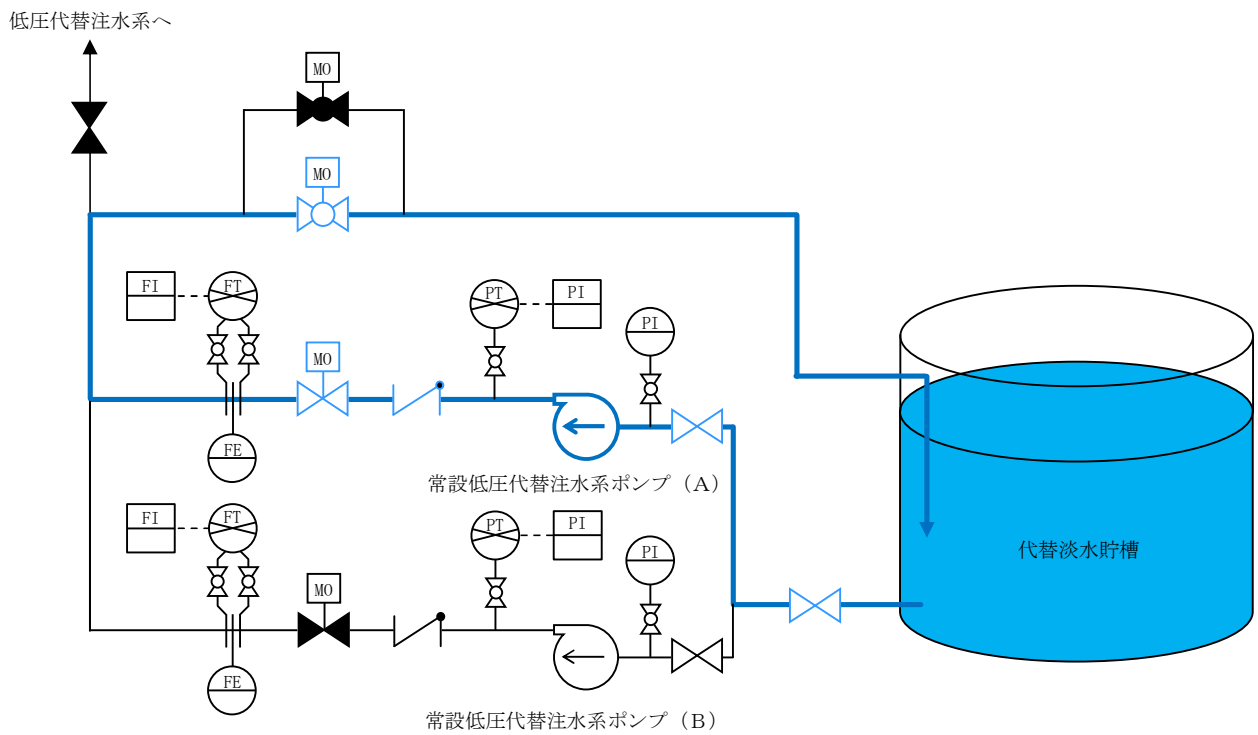 低圧代替注水系へ
MO
MO
FI
FT
PT
PI
PI
MO
FE
常設低圧代替注水系ポンプ（A）
FI
FT
PT
PI
PI
代替淡水貯槽
MO
FE
常設低圧代替注水系ポンプ（B）